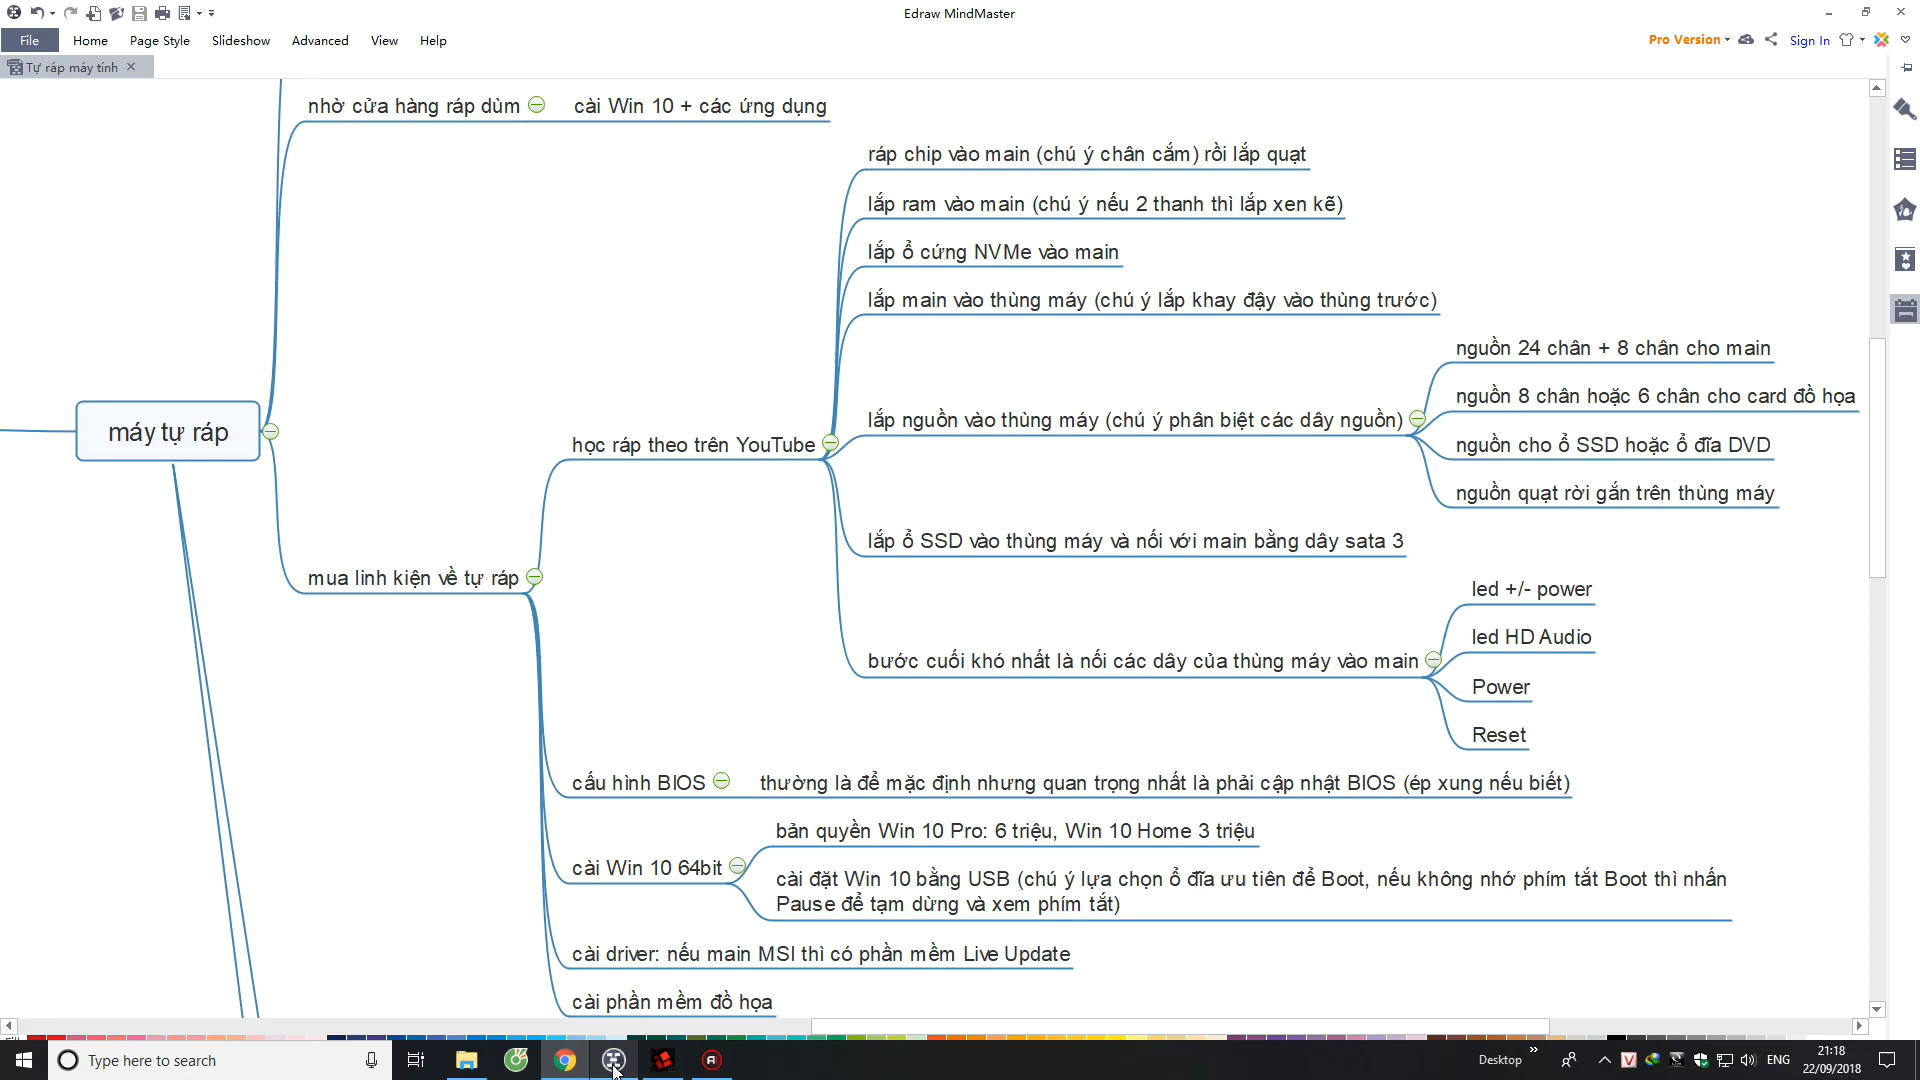 Edraw MindMaster
File Home Page Style Slideshow Advanced View Help
Pro Version Sign In
Tự ráp máy tính
nhờ cửa hàng ráp dùm
cài Win 10 + các ứng dụng
ráp chip vào main (chú ý chân cắm) rồi lắp quạt
lắp ram vào main (chú ý nếu 2 thanh thì lắp xen kẽ)
lắp ổ cứng NVMe vào main
lắp main vào thùng máy (chú ý lắp khay đậy vào thùng trước)
nguồn 24 chân + 8 chân cho main
nguồn 8 chân hoặc 6 chân cho card đồ họa
lắp nguồn vào thùng máy (chú ý phân biệt các dây nguồn)
máy tự ráp
học ráp theo trên YouTube
nguồn cho ổ SSD hoặc ổ đĩa DVD
nguồn quạt rời gắn trên thùng máy
lắp ổ SSD vào thùng máy và nối với main bằng dây sata 3
mua linh kiện về tự ráp
led +/- power
led HD Audio
bước cuối khó nhất là nối các dây của thùng máy vào main
Power
Reset
cấu hình BIOS
thường là để mặc định nhưng quan trọng nhất là phải cập nhật BIOS (ép xung nếu biết)
bản quyền Win 10 Pro: 6 triệu, Win 10 Home 3 triệu
cài Win 10 64bit
cài đặt Win 10 bằng USB (chú ý lựa chọn ổ đĩa ưu tiên để Boot, nếu không nhớ phím tắt Boot thì nhấn
Pause để tạm dừng và xem phím tắt)
cài driver: nếu main MSI thì có phần mềm Live Update
cài phần mềm đồ họa
Type here to search
Desktop
ENG
21:18
22/09/2018